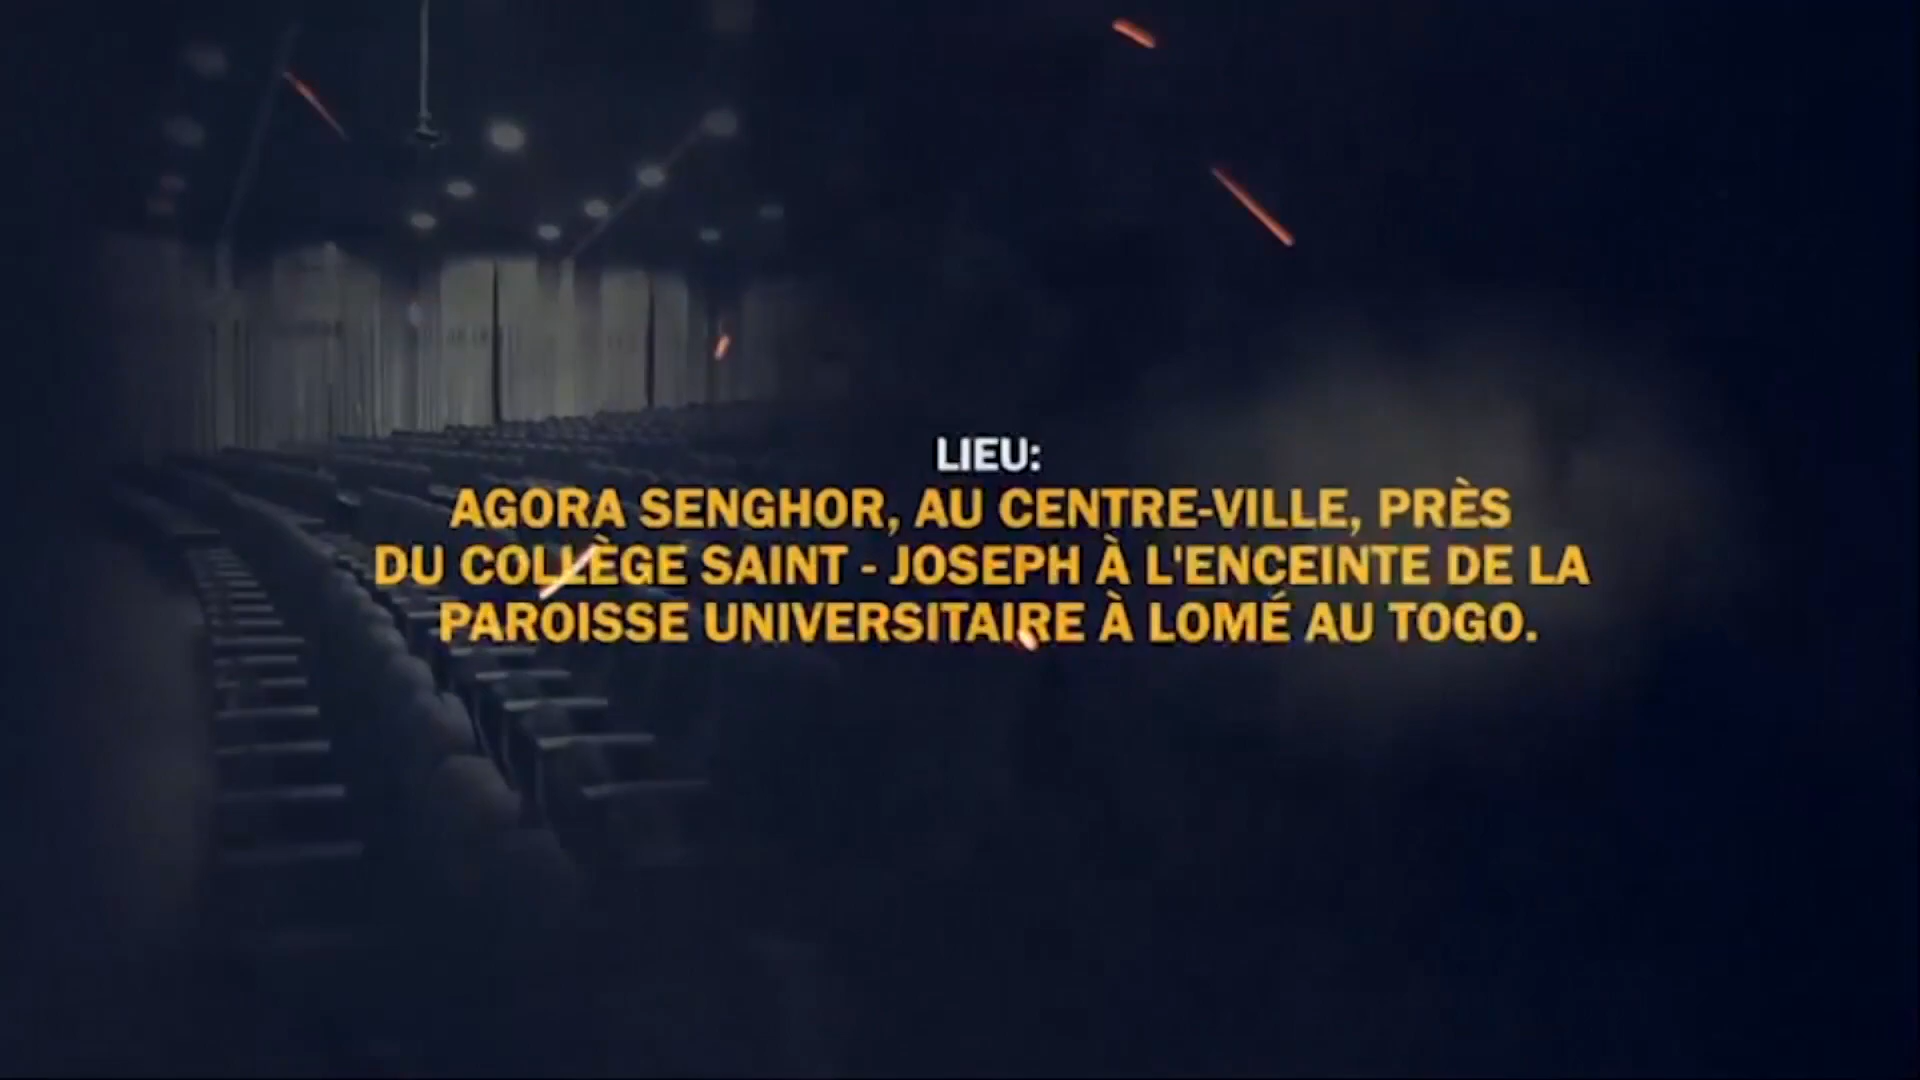 LIEU:
AGORA SENGHOR, AU CENTRE-VILLE, PRÈS
DU COLLÈGE SAINT - JOSEPH À L'ENCEINTE DE LA
PAROISSE UNIVERSITAIRE À LOMÉ AU TOGO.